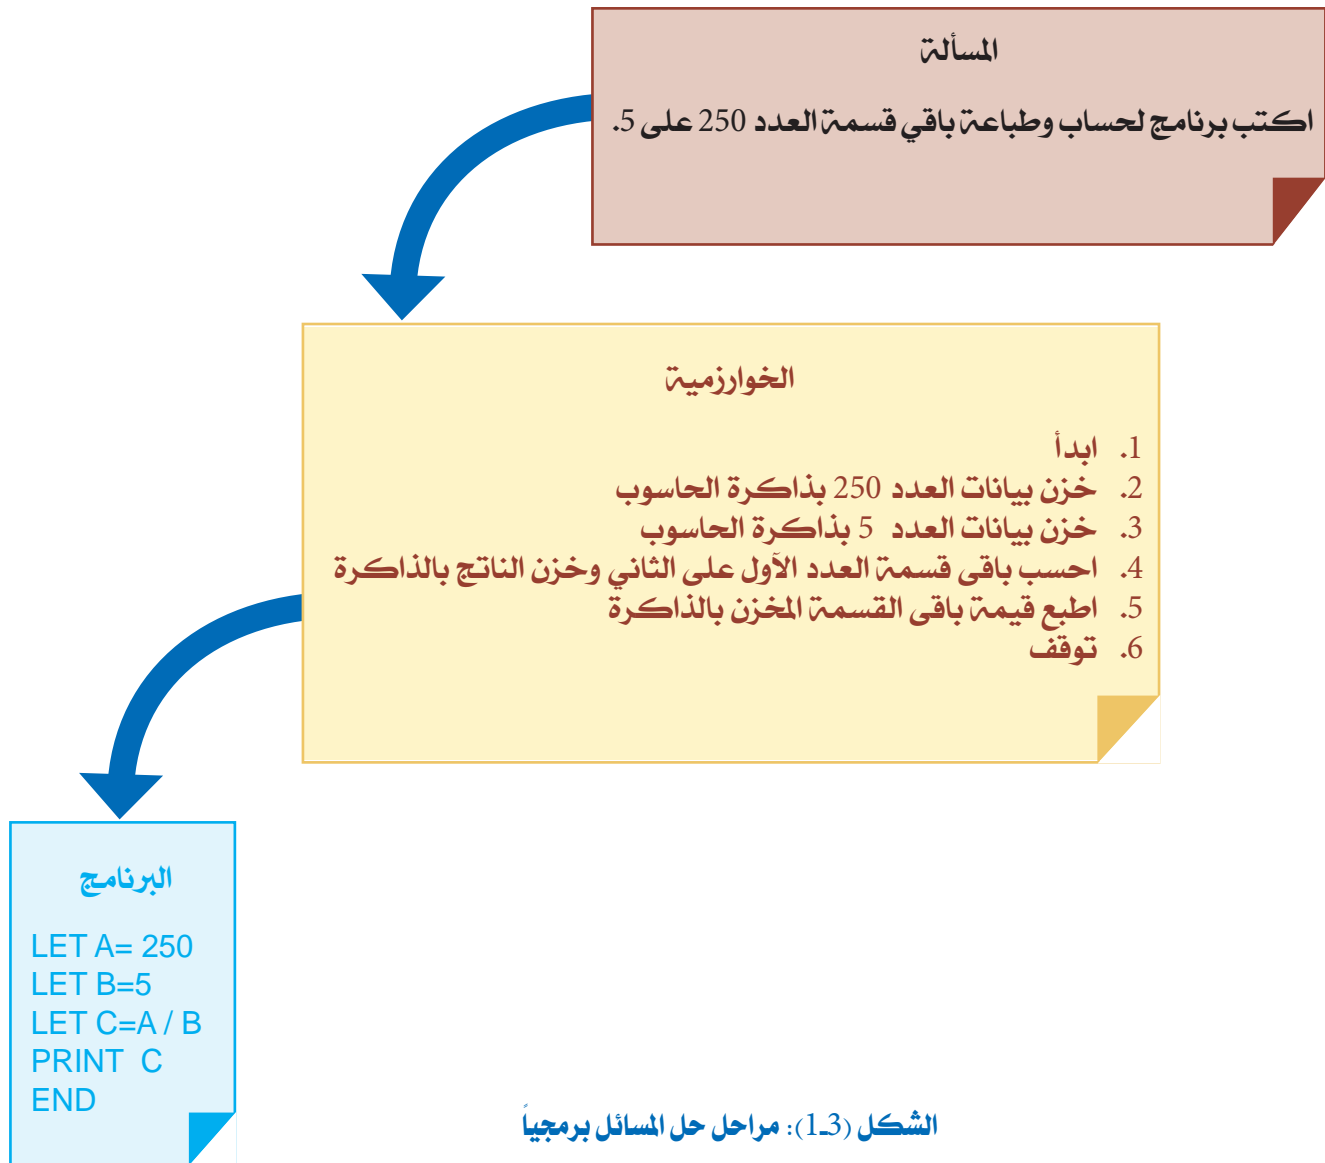 المسألة
اكتب برنامج لحساب وطباعة باقي قسمة العدد 250 على 5.
الخوارزمية
1. ابدأ
2. خزن بيانات العدد 250 بذاكرة الحاسوب
3. خزن بيانات العدد 5 بذاكرة الحاسوب
4. احسب باقى قسمة العدد الأول على الثاني وخزن الناتج بالذاكرة
5. اطبع قيمة باقى القسمة المخزن بالذاكرة
6. توقف
البرنامج
LET A= 250
LET B=5
LET C=A / B
PRINT C
END
الشكل (3ـ1): مراحل حل المسائل برمجياً